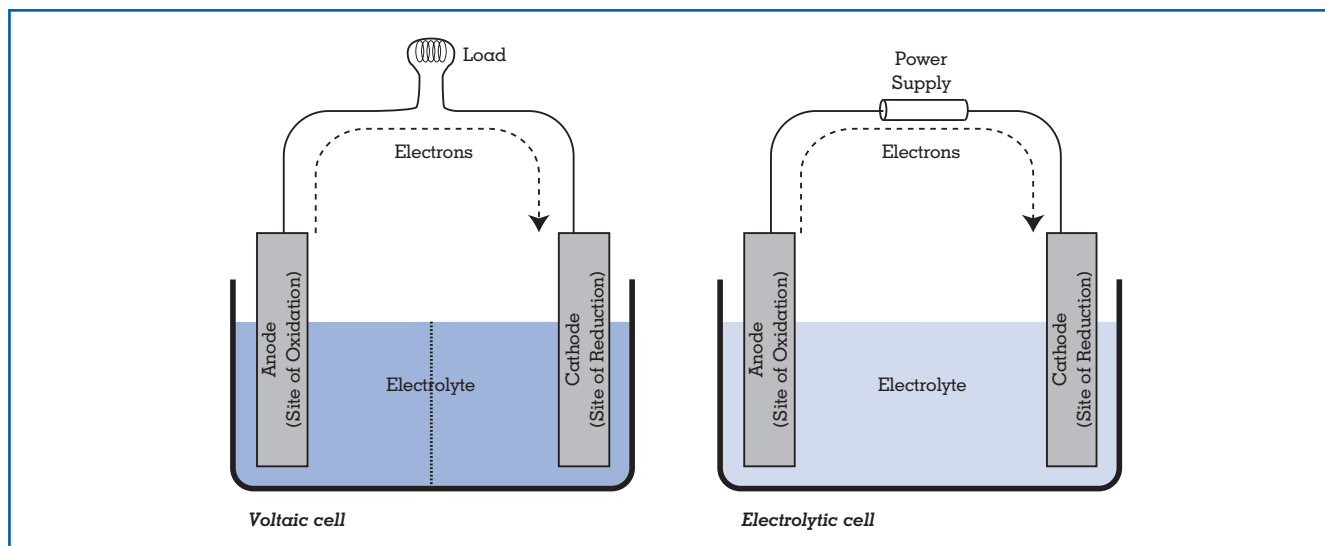 Load
Electrons
Anode
(Site of Oxidation)
Electrolyte
Cathode
(Site of Reduction)
Voltaic cell
Power
Supply
Electrons
Anode
(Site of Oxidation)
Electrolyte
Cathode
(Site of Reduction)
Electrolytic cell